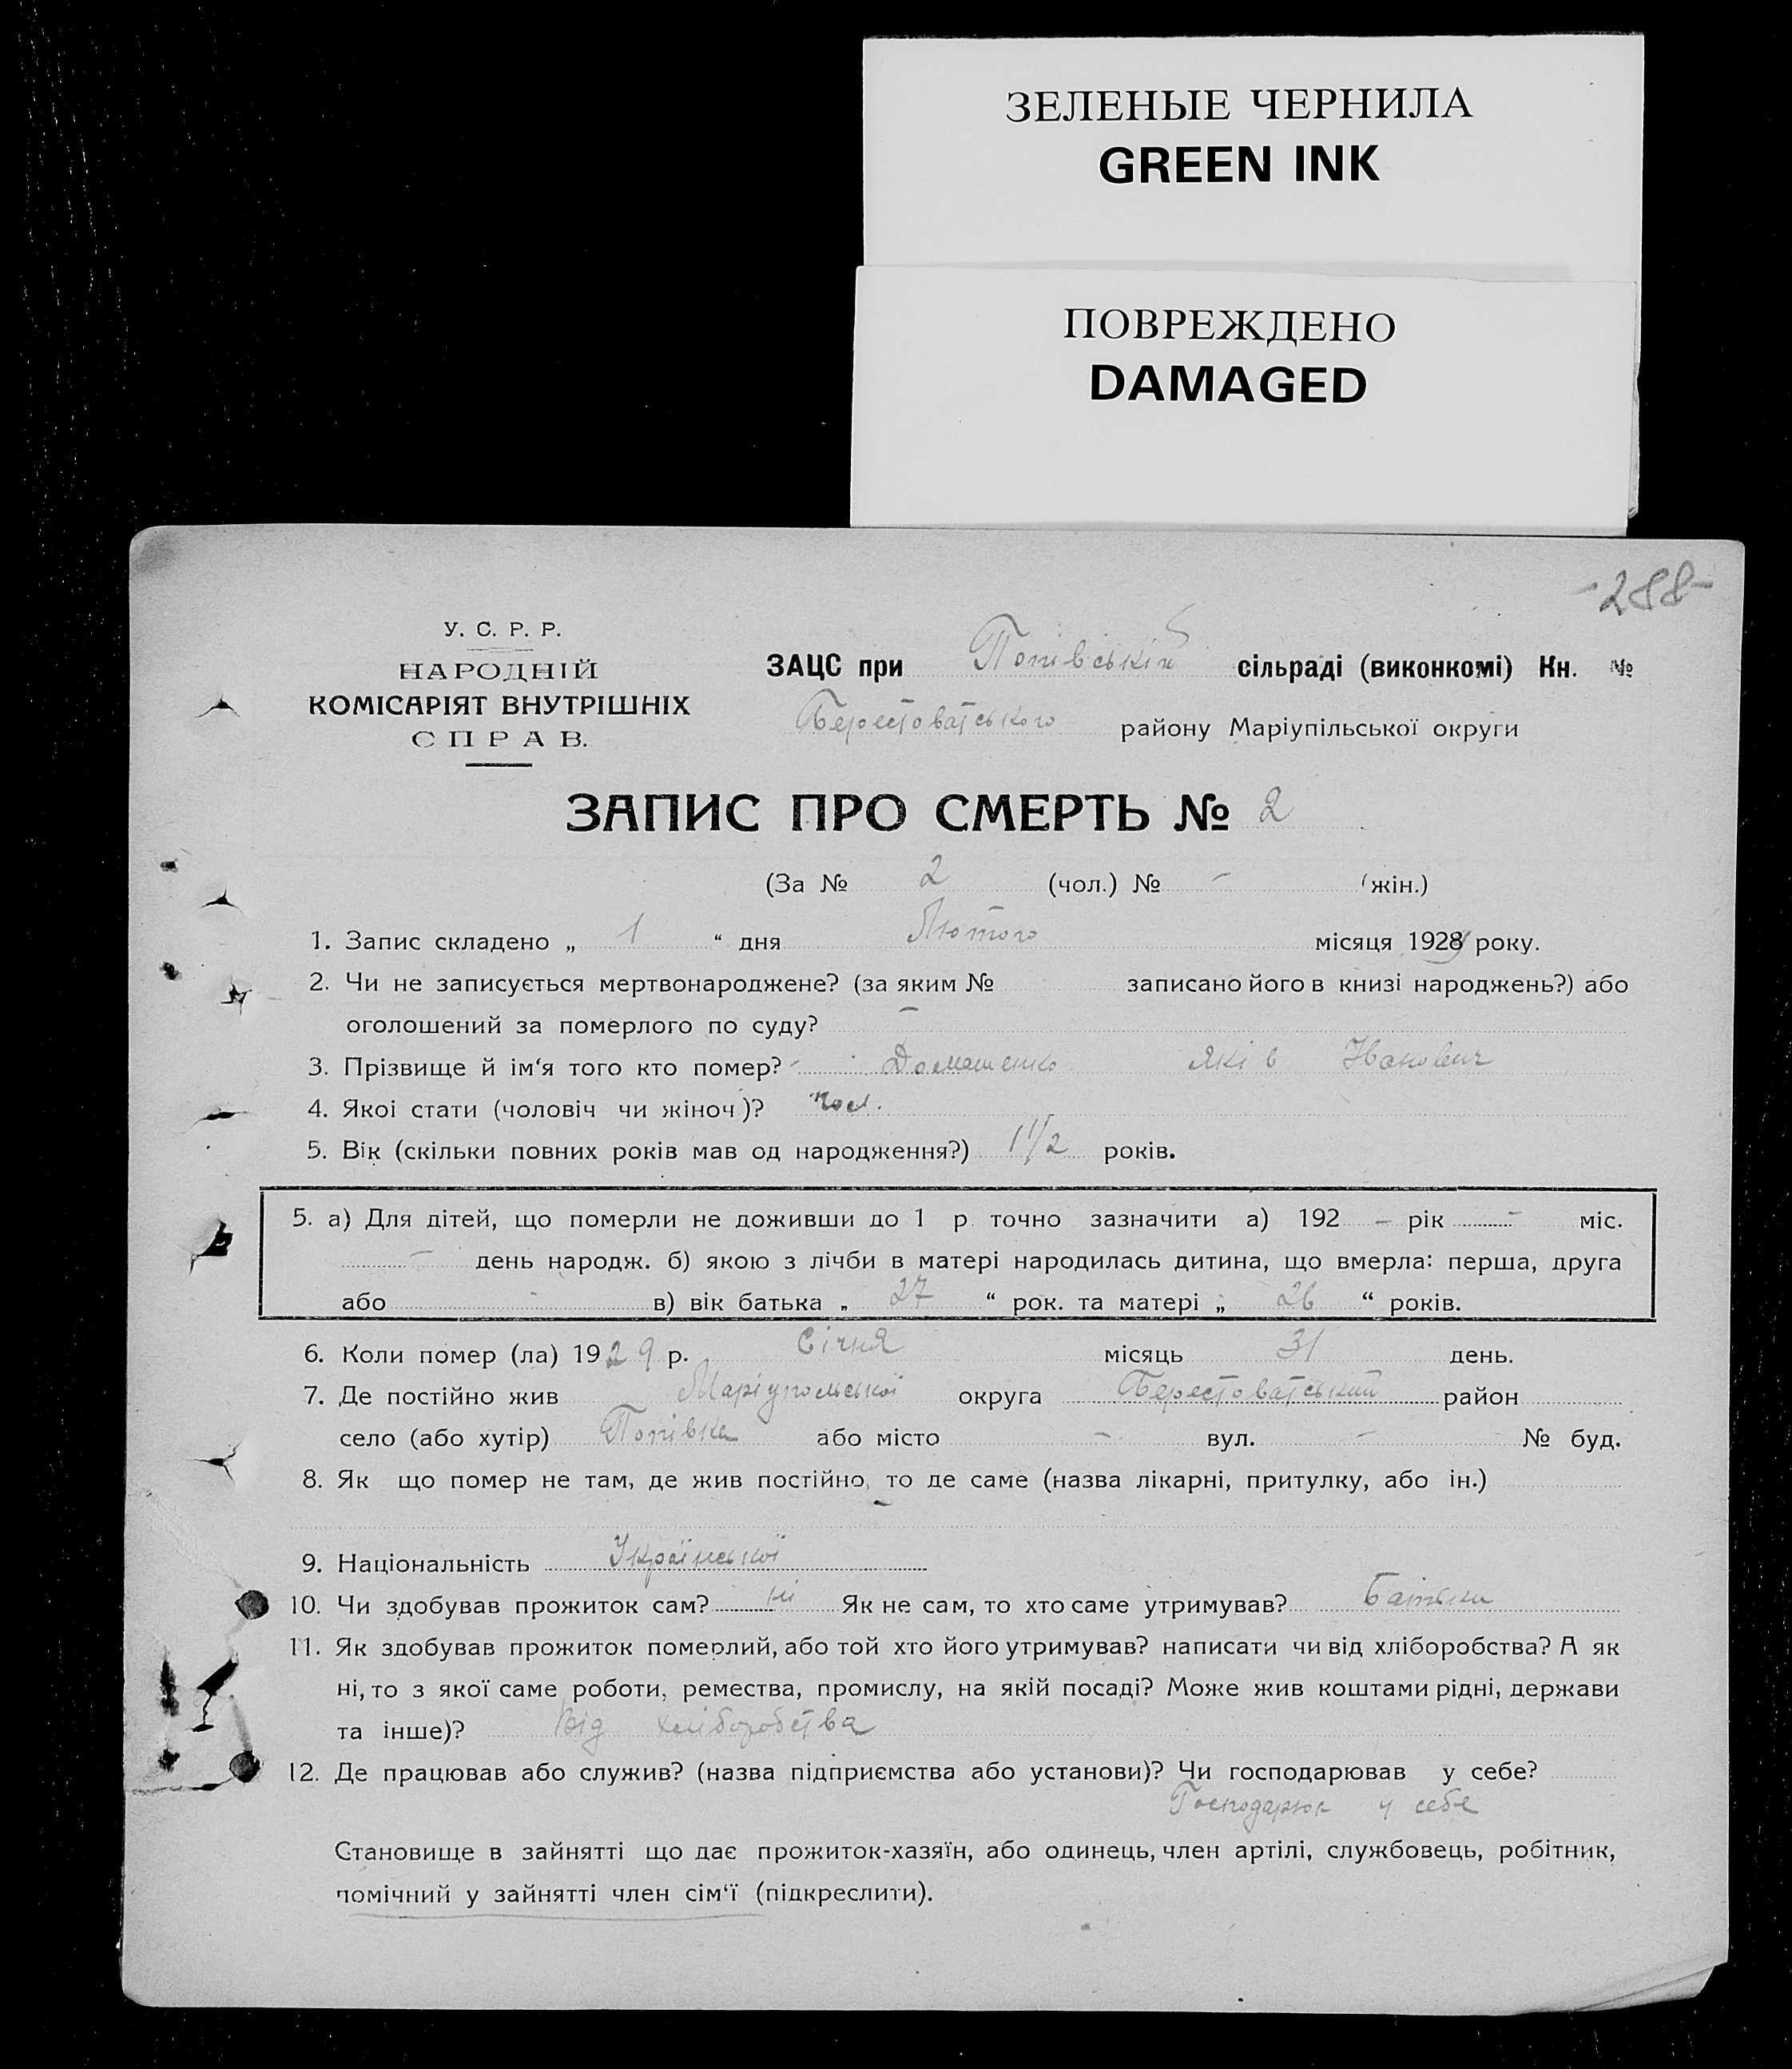 ЗЕЛЕНЫЕ ЧЕРНИЛА
GREEN INK
ПОВРЕЖДЕНО
DAMAGED
-288-
У. С. Р. Р.
НАРОДНІЙ
КОМІСАРІЯТ ВНУТРІШНІХ
СПРАВ.
ЗАЦС при Попівській сільраді (виконкомі) Кн. №
Берестоватського району Маріупільської округи
ЗАПИС ПРО СМЕРТЬ № 2
(За № 2 (чол.) № - (жін.)
1. Запис складено „ 1 “ дня Лютого місяця 1929 року.
2. Чи не записується мертвонароджене? (за яким № записано його в книзі народжень?) або
оголошений за померлого по суду? -
3. Прізвище й ім‘я того кто помер? Домашенко Яків Іванович
4. Якоі стати (чоловіч чи жіноч)? чол.
5. Вік (скільки повних років мав од народження?) 1 1/2 років.
5. а) Для дітей, що померли не доживши до 1 р точно зазначити а) 192 - рік - міс.
- день народж. б) якою з лічби в матері народилась дитина, що вмерла: перша, друга
або - в) вік батька „ 27 “ рок. та матері „ 26 “ років.
6. Коли помер (ла) 1929 р. Січня місяць 31 день.
7. Де постійно жив Маріупольської округа Берестоватський район
село (або хутір) Попівка або місто - вул. - № буд.
8. Як що помер не там, де жив постійно, то де саме (назва лікарні, притулку, або ін.)
-
9. Національність Української
10. Чи здобував прожиток сам? ні Як не сам, то хто саме утримував? Батьки
11. Як здобував прожиток померлий, або той хто його утримував? написати чи від хліборобства? А як
ні, то з якої саме роботи, ремества, промислу, на якій посаді? Може жив коштами рідні, держави
та інше)? Від хліборобства
12. Де працював або служив? (назва підприємства або установи)? Чи господарював у себе?
Господарює у себе
Становище в зайнятті що дає прожиток-хазяїн, або одинець, член артілі, службовець, робітник,
помічний у зайнятті член сім‘ї (підкреслити).